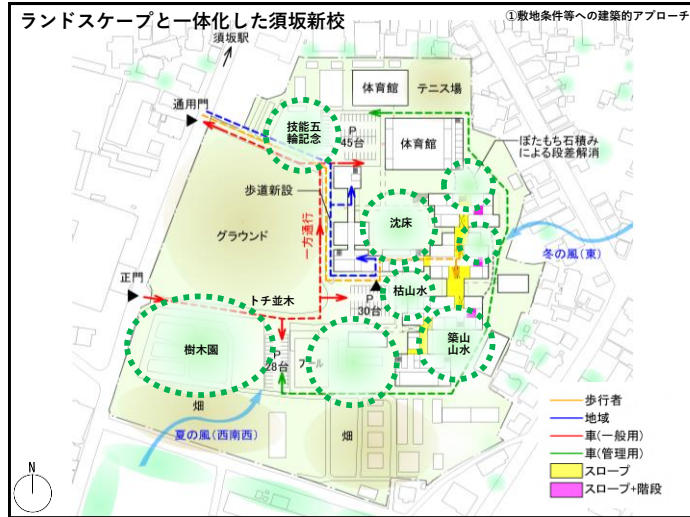 ランドスケープと一体化した須坂新校
①敷地条件等への建築的アプローチ
須坂駅
通用門
体育館
テニス場
技能五
輪記念
P
45台
体育館
ぼたもち石積み
による段差解消
歩道新設
一方通行
沈床
グラウンド
冬の風(東)
正門
トチ並木
枯山水
P
30台
樹木園
築山
山水
P
28台
プール
畑
夏の風(西南西)
畑
歩行者
地域
車(一般用)
車(管理用)
スロープ
スロープ+階段
N